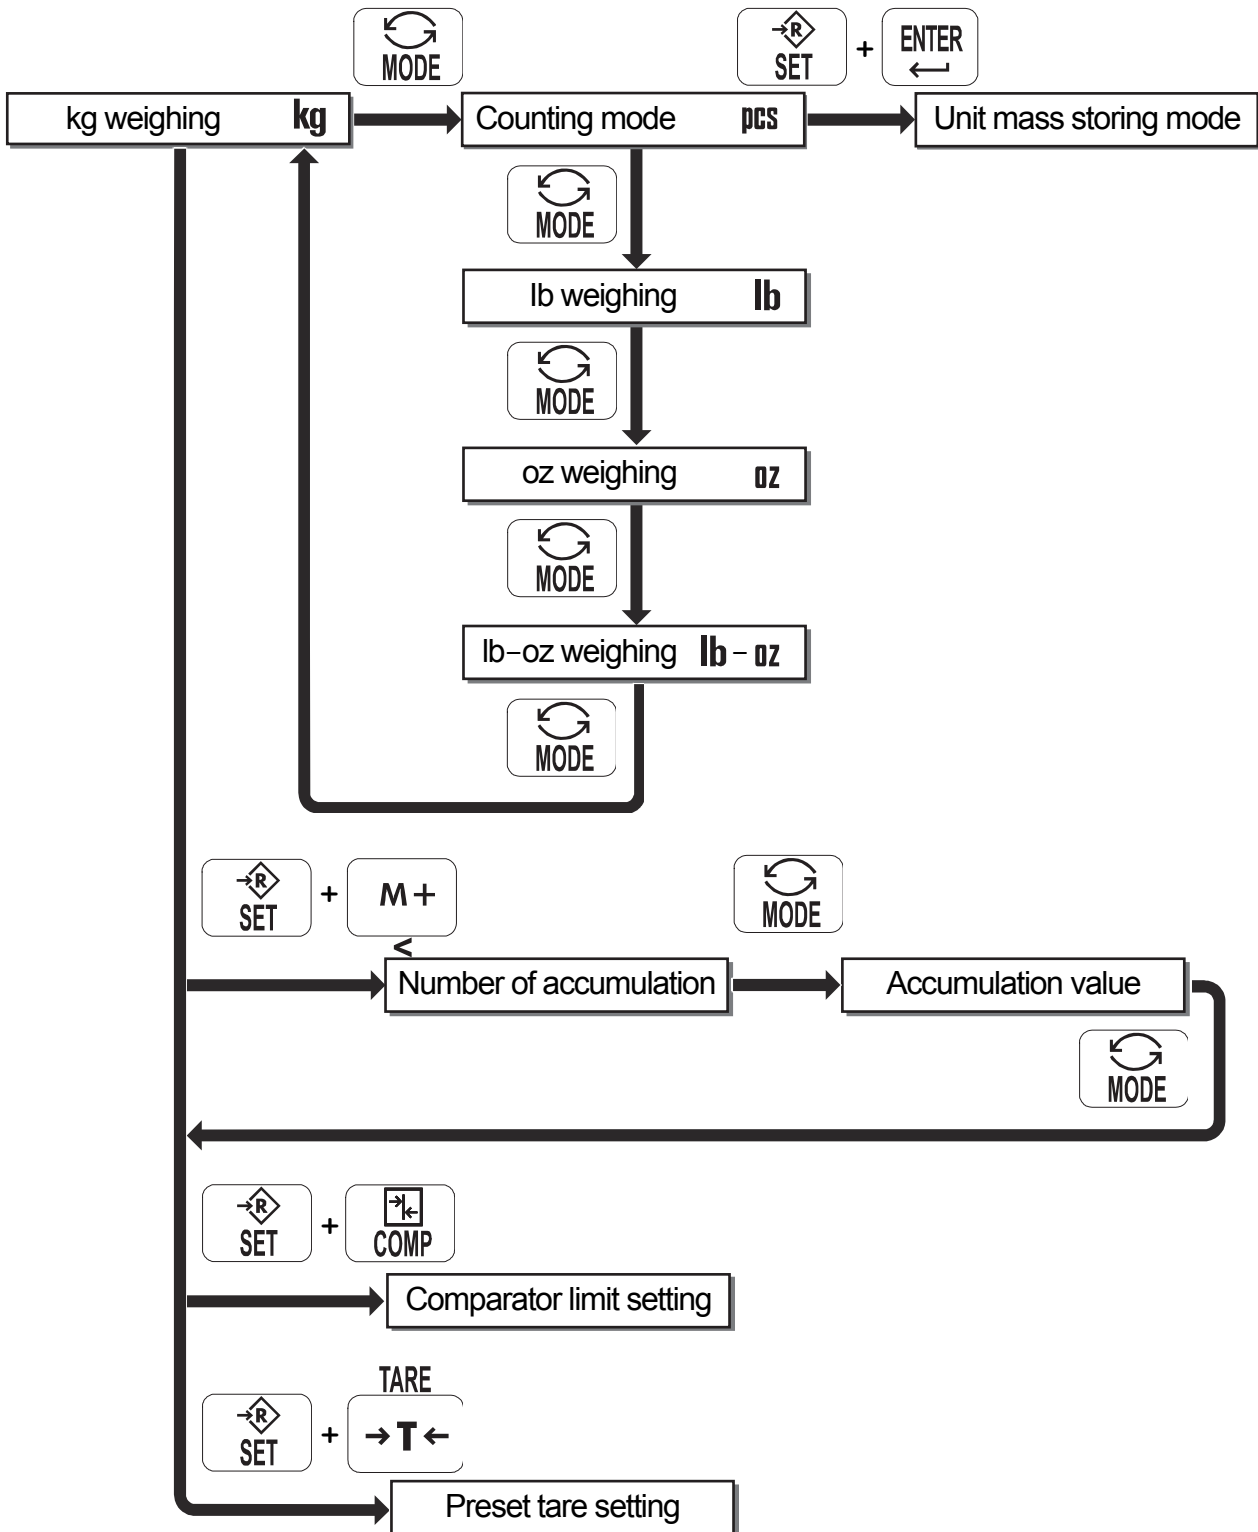 MODE
→R SET + ENTER
kg weighing kg
Counting mode pcs
Unit mass storing mode
MODE
lb weighing lb
MODE
oz weighing oz
MODE
lb-oz weighing lb - oz
MODE
→R SET + M+
<
MODE
Number of accumulation
Accumulation value
MODE
→R SET + COMP
Comparator limit setting
TARE
→R SET + →T←
Preset tare setting